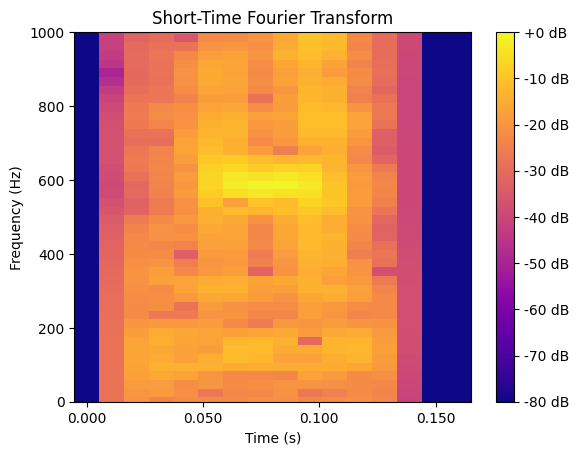 Short-Time Fourier Transform
Frequency (Hz)
1000
800
600
400
200
0
0.000
0.050
0.100
0.150
Time (s)
+0 dB
-10 dB
-20 dB
-30 dB
-40 dB
-50 dB
-60 dB
-70 dB
-80 dB